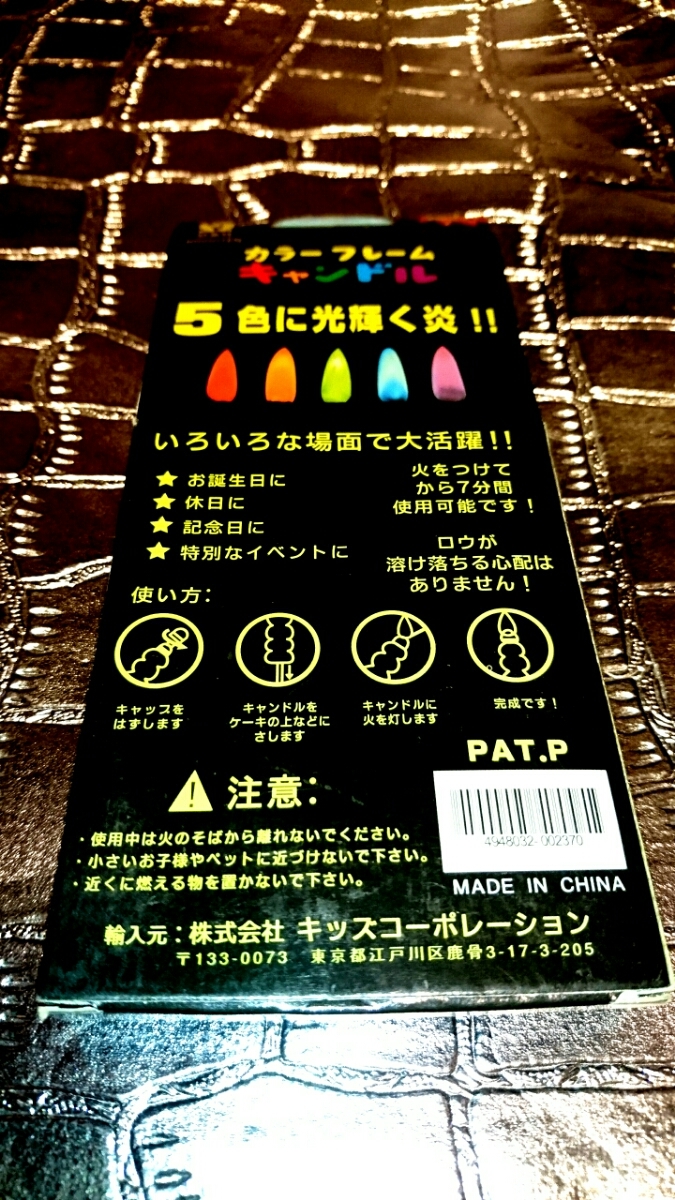 カラーフレーム
キャンドル
5色に光輝く炎!!
いろいろな場面で大活躍!!
★ お誕生日に
★ 休日に
★ 記念日に
★ 特別なイベントに
火をつけて
から7分間
使用可能です!
ロウが
溶け落ちる心配は
ありません!
使い方:
キャップを
はずします
キャンドルを
ケーキの上などに
さします
キャンドルに
火を灯します
完成です!
PAT.P
注意:
・使用中は火のそばから離れないでください。
・小さいお子様やペットに近づけないで下さい。
・近くに燃える物を置かないで下さい。
4948032-002370
MADE IN CHINA
輸入元:株式会社 キッズコーポレーション
〒133-0073 東京都江戸川区鹿骨3-17-3-205